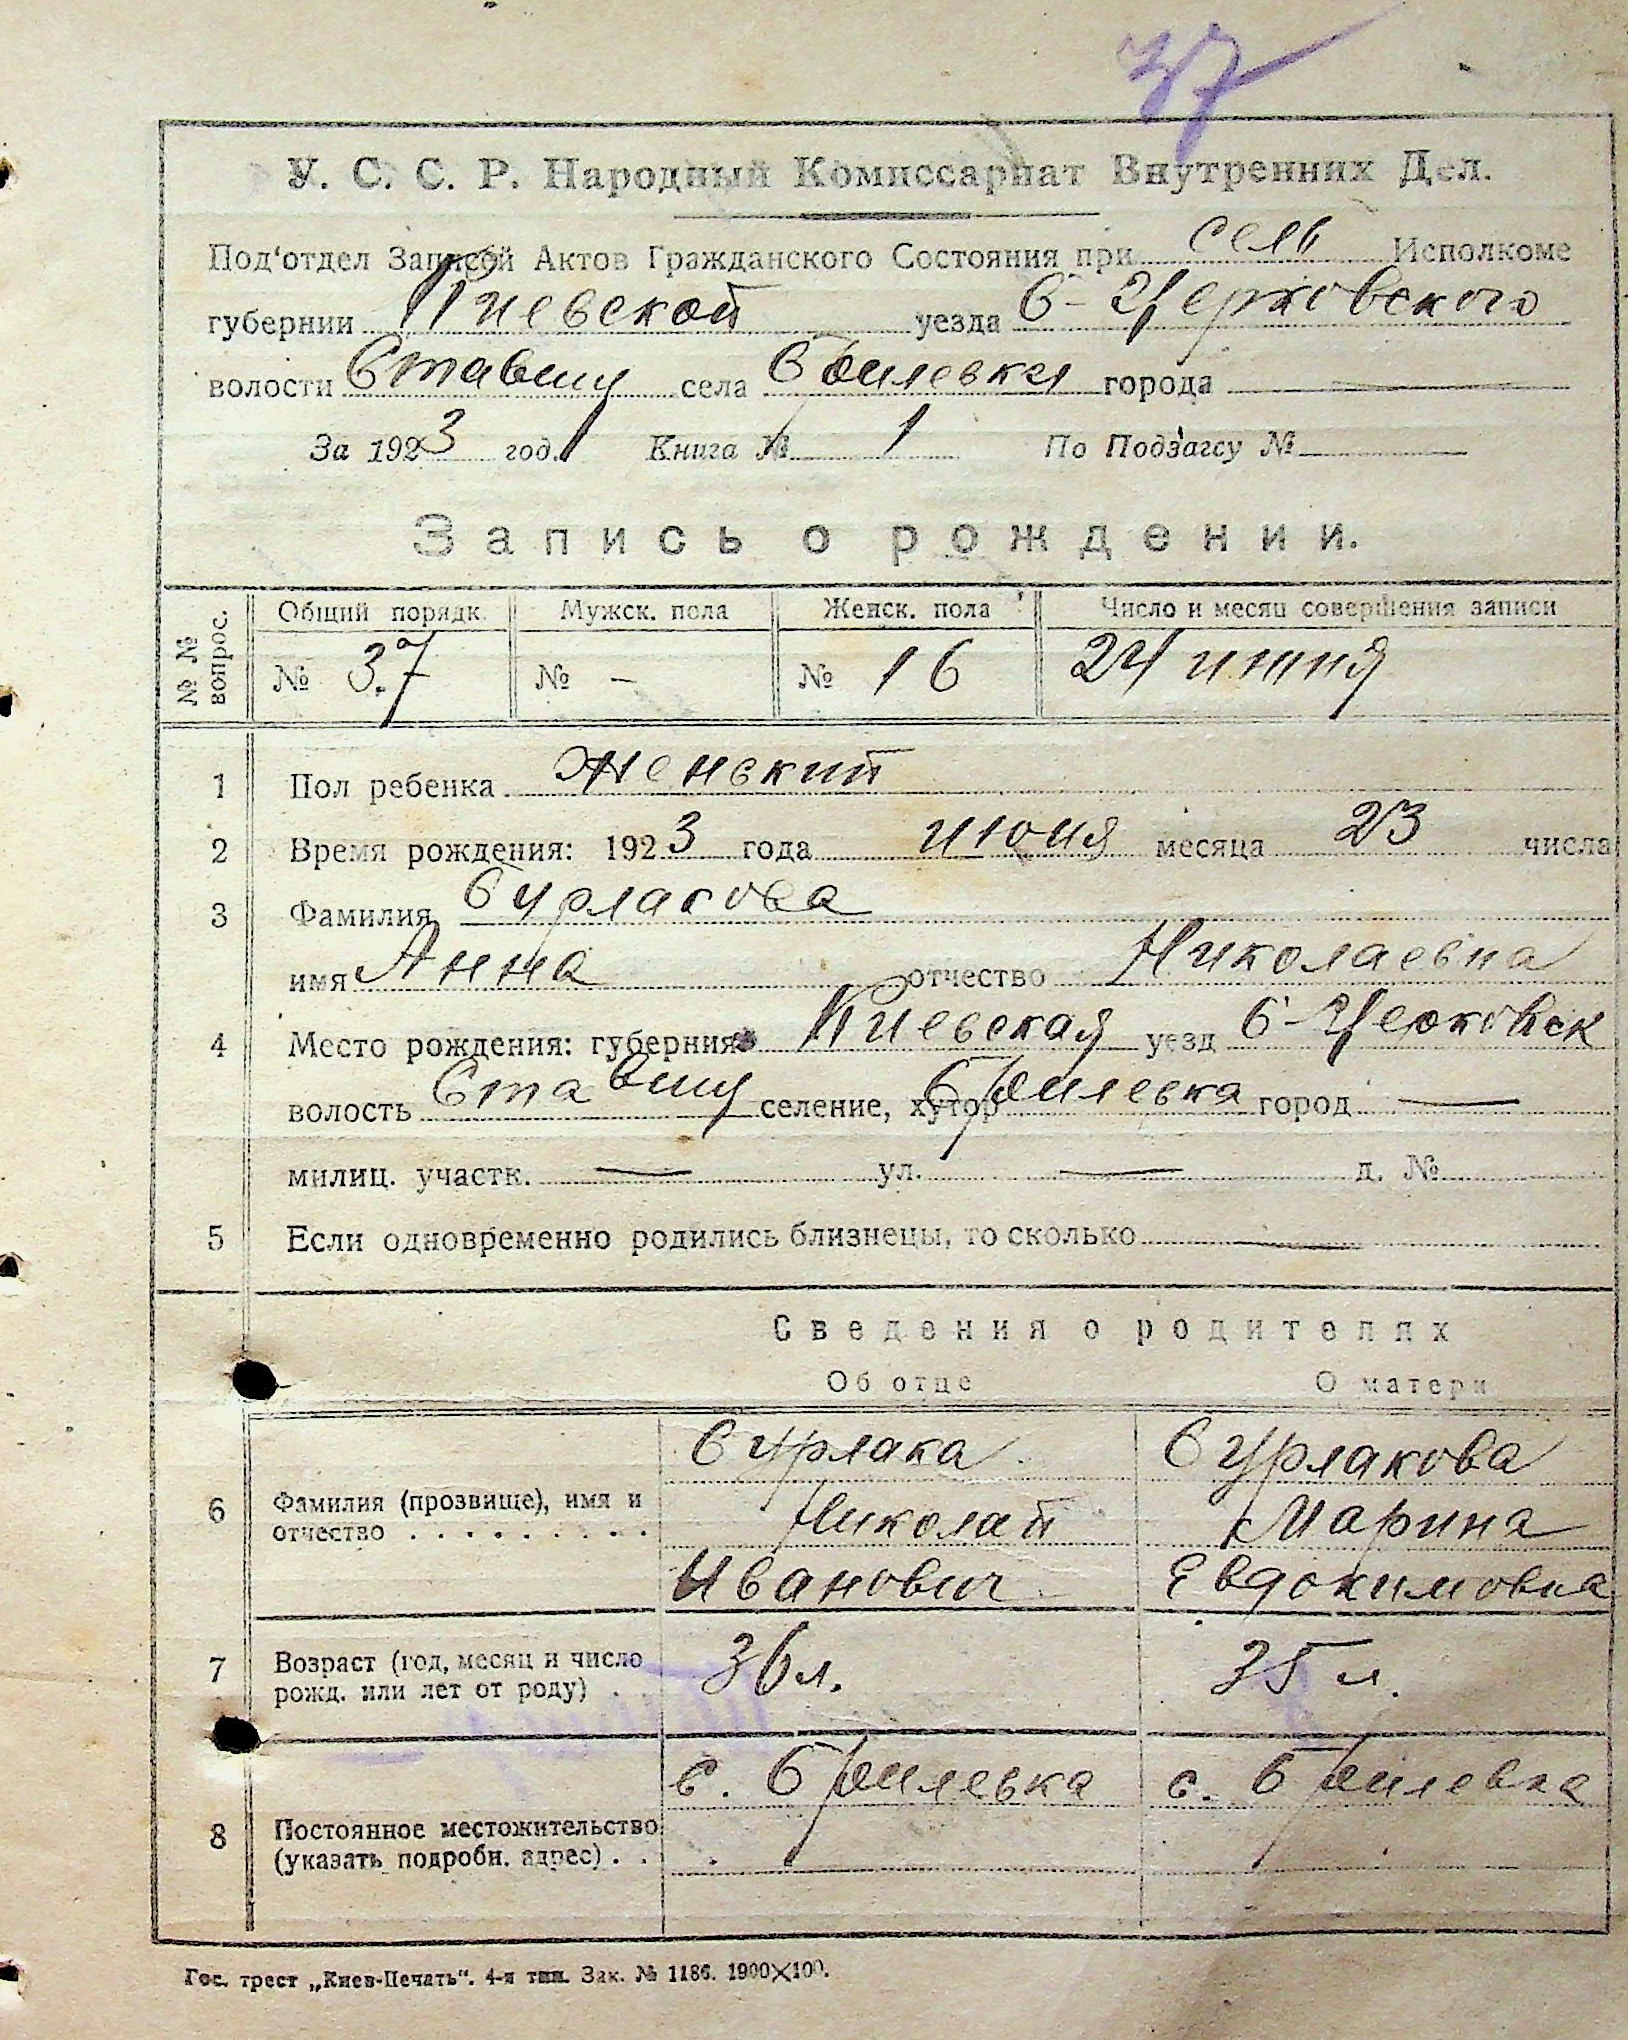 37
У. С. С. Р. Народный Комиссариат Внутренних Дел.
Под‘отдел Записей Актов Гражданского Состояния при сель Исполкоме
губернии Киевской уезда Б-Церковского
волости Ставищ села Брилевки города —
За 1923 год. Книга № 1 По Подзагсу № —
Запись о рождении.
№ № вопрос. Общий порядк. Мужск. пола Женск. пола Число и месяц совершения записи
№ 37 № - № 16 24 июня
1 Пол ребенка женский
2 Время рождения: 1923 года июня месяца 23 числа
3 Фамилия Бурлакова
имя Анна отчество Николаевна
4 Место рождения: губерния Киевская уезд Б-Церковск
волость Ставищ селение, хутор Брилевка город —
милиц. участк. — ул. — д. №
5 Если одновременно родились близнецы, то сколько —
Сведения о родителях
Об отце О матери
Бурлака Бурлакова
6 Фамилия (прозвище), имя и отчество Николай Марина
Иванович Евдокимовна
7 Возраст (год, месяц и число рожд. или лет от роду) 36 л. 35 л.
с. Брилевка с. Брилевка
8 Постоянное местожительство (указать подробн. адрес)
Гос. трест „Киев-Печать“. 4-я тип. Зак. № 1186. 1900×100.